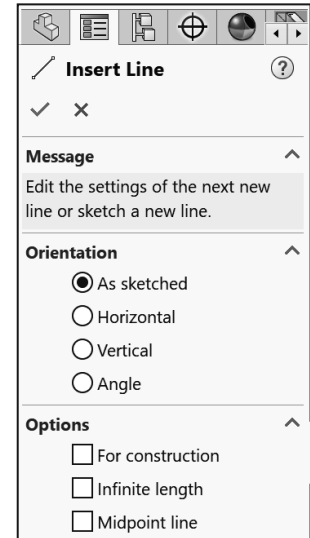 Insert Line
Message
Edit the settings of the next new
line or sketch a new line.
Orientation
As sketched
Horizontal
Vertical
Angle
Options
For construction
Infinite length
Midpoint line